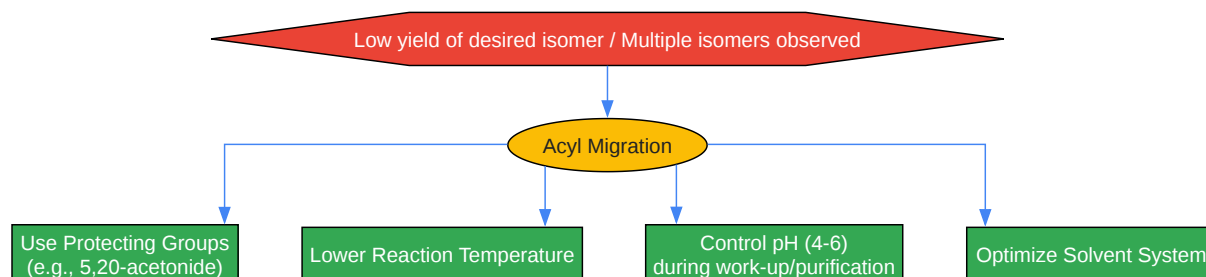 Low yield of desired isomer / Multiple isomers observed
Acyl Migration
Use Protecting Groups
(e.g., 5,20-acetonide)
Lower Reaction Temperature
Control pH (4-6)
during work-up/purification
Optimize Solvent System